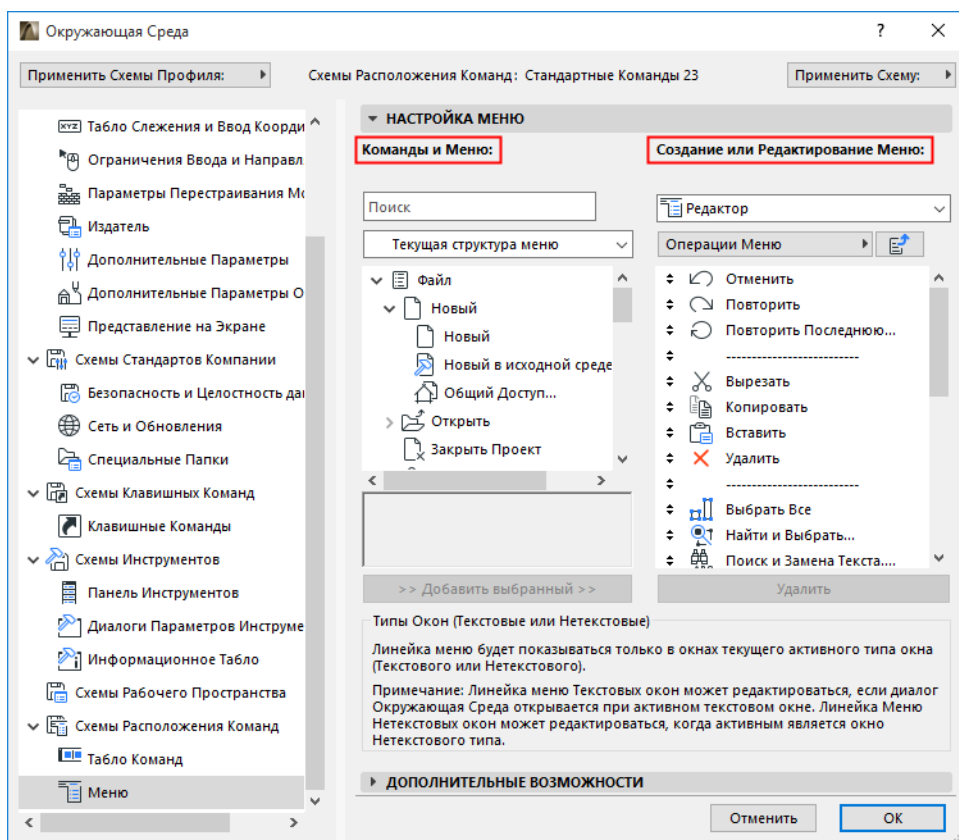 Окружающая Среда
?
Применить Схемы Профиля:
Схемы Расположения Команд: Стандартные Команды 23
Применить Схему:
Табло Слежения и Ввод Коорди
Ограничения Ввода и Направл
Параметры Перестраивания Мо
Издатель
Дополнительные Параметры
Дополнительные Параметры О
Представление на Экране
Схемы Стандартов Компании
Безопасность и Целостность да
Сеть и Обновления
Специальные Папки
Схемы Клавишных Команд
Клавишные Команды
Схемы Инструментов
Панель Инструментов
Диалоги Параметров Инструме
Информационное Табло
Схемы Рабочего Пространства
Схемы Расположения Команд
Табло Команд
Меню
НАСТРОЙКА МЕНЮ
Команды и Меню:
Поиск
Текущая структура меню
Файл
Новый
Новый
Новый в исходной среде
Общий Доступ...
Открыть
Закрыть Проект
>> Добавить выбранный >>
Создание или Редактирование Меню:
Редактор
Операции Меню
Отменить
Повторить
Повторить Последнюю...
--------------------------
Вырезать
Копировать
Вставить
Удалить
--------------------------
Выбрать Все
Найти и Выбрать...
Поиск и Замена Текста....
Удалить
Типы Окон (Текстовые или Нетекстовые)
Линейка меню будет показываться только в окнах текущего активного типа окна
(Текстового или Нетекстового).
Примечание: Линейка меню Текстовых окон может редактироваться, если диалог
Окружающая Среда открывается при активном текстовом окне. Линейка Меню
Нетекстовых окон может редактироваться, когда активным является окно
Нетекстового типа.
ДОПОЛНИТЕЛЬНЫЕ ВОЗМОЖНОСТИ
Отменить
OK